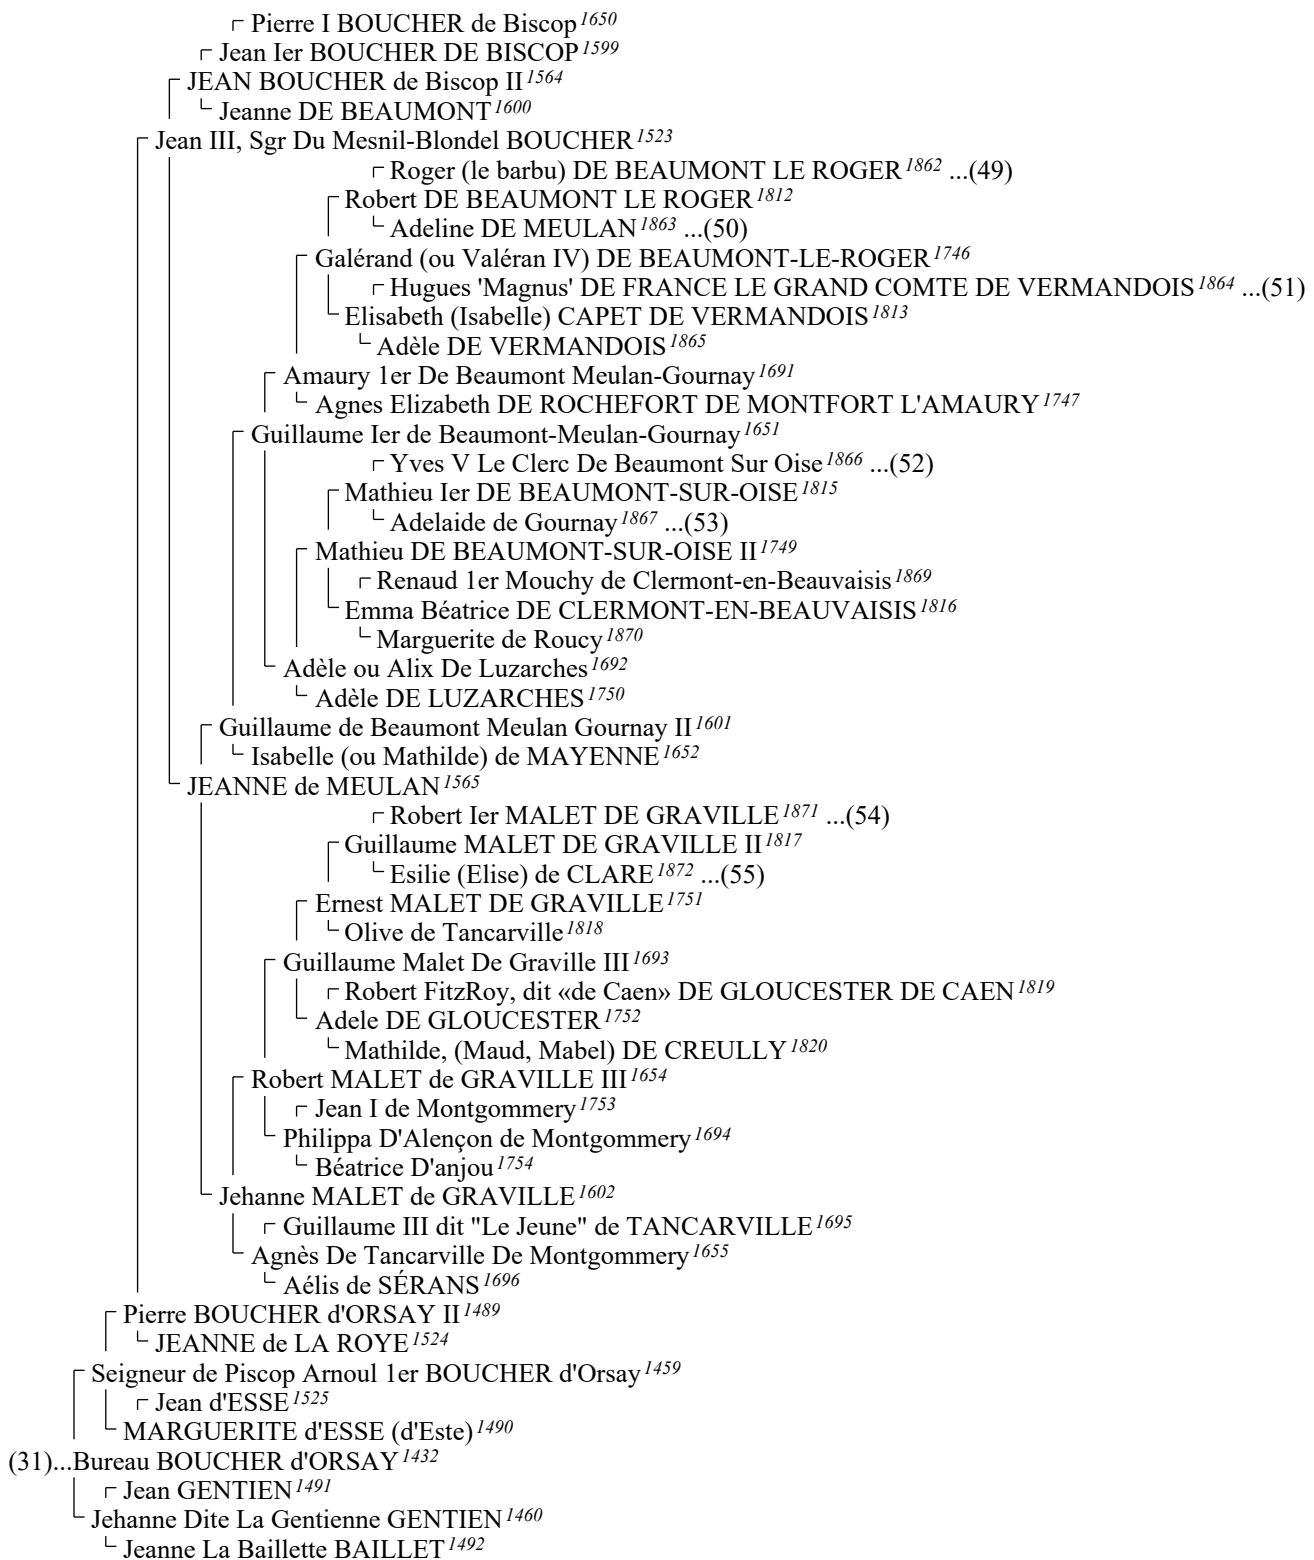 Pierre I BOUCHER de Biscop 1650
Jean Ier BOUCHER DE BISCOP 1599
JEAN BOUCHER de Biscop II 1564
Jeanne DE BEAUMONT 1600
Jean III, Sgr Du Mesnil-Blondel BOUCHER 1523
Roger (le barbu) DE BEAUMONT LE ROGER 1862 ...(49)
Robert DE BEAUMONT LE ROGER 1812
Adeline DE MEULAN 1863 ...(50)
Galérand (ou Valéran IV) DE BEAUMONT-LE-ROGER 1746
Hugues 'Magnus' DE FRANCE LE GRAND COMTE DE VERMANDOIS 1864 ...(51)
Elisabeth (Isabelle) CAPET DE VERMANDOIS 1813
Adèle DE VERMANDOIS 1865
Amaury 1er De Beaumont Meulan-Gournay 1691
Agnes Elizabeth DE ROCHEFORT DE MONTFORT L'AMAURY 1747
Guillaume Ier de Beaumont-Meulan-Gournay 1651
Yves V Le Clerc De Beaumont Sur Oise 1866 ...(52)
Mathieu Ier DE BEAUMONT-SUR-OISE 1815
Adelaide de Gournay 1867 ...(53)
Mathieu DE BEAUMONT-SUR-OISE II 1749
Renaud 1er Mouchy de Clermont-en-Beauvaisis 1869
Emma Béatrice DE CLERMONT-EN-BEAUVAISIS 1816
Marguerite de Roucy 1870
Adèle ou Alix De Luzarches 1692
Adèle DE LUZARCHES 1750
Guillaume de Beaumont Meulan Gournay II 1601
Isabelle (ou Mathilde) de MAYENNE 1652
JEANNE de MEULAN 1565
Robert Ier MALET DE GRAVILLE 1871 ...(54)
Guillaume MALET DE GRAVILLE II 1817
Esilie (Elise) de CLARE 1872 ...(55)
Ernest MALET DE GRAVILLE 1751
Olive de Tancarville 1818
Guillaume Malet De Graville III 1693
Robert FitzRoy, dit «de Caen» DE GLOUCESTER DE CAEN 1819
Adele DE GLOUCESTER 1752
Mathilde, (Maud, Mabel) DE CREULLY 1820
Robert MALET de GRAVILLE III 1654
Jean I de Montgommery 1753
Philippa D'Alençon de Montgommery 1694
Béatrice D'anjou 1754
Jehanne MALET de GRAVILLE 1602
Guillaume III dit "Le Jeune" de TANCARVILLE 1695
Agnès De Tancarville De Montgommery 1655
Aélis de SÉRANS 1696
Pierre BOUCHER d'ORSAY II 1489
JEANNE de LA ROYE 1524
Seigneur de Piscop Arnoul 1er BOUCHER d'Orsay 1459
Jean d'ESSE 1525
MARGUERITE d'ESSE (d'Este) 1490
(31)...Bureau BOUCHER d'ORSAY 1432
Jean GENTIEN 1491
Jehanne Dite La Gentienne GENTIEN 1460
Jeanne La Baillette BAILLET 1492